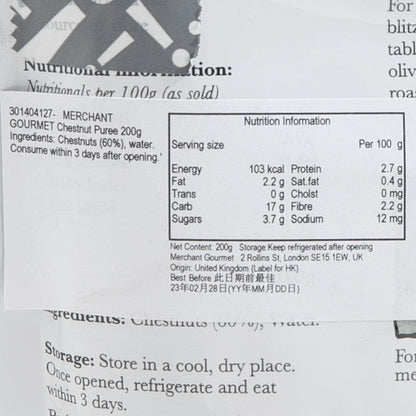 For
blitz
tabl
oliv
roa
Nutritional Information:
Nutritionals per 100g (as sold)
301404127- MERCHANT
GOURMET Chestnut Puree 200g
Ingredients: Chestnuts (60%), water.
Consume within 3 days after opening.
Nutrition Information
Serving size Per 100 g
Energy 103 kcal Protein 2.7 g
Fat 2.2 g Sat.fat 0.4 g
Trans 0 g Cholst 0 mg
Carb 17 g Fibre 2.2 g
Sugars 3.7 g Sodium 12 mg
Net Content: 200g Storage:Keep refrigerated after opening
Merchant Gourmet 2 Rollins St, London SE15 1EW, UK
Origin: United Kingdom (Label for HK)
Best Before 此日期前最佳
23年02月28日(YY年MM月DD日)
Ingredients: Chestnuts (60%), Water.
Storage: Store in a cool, dry place.
Once opened, refrigerate and eat
within 3 days.
For
me